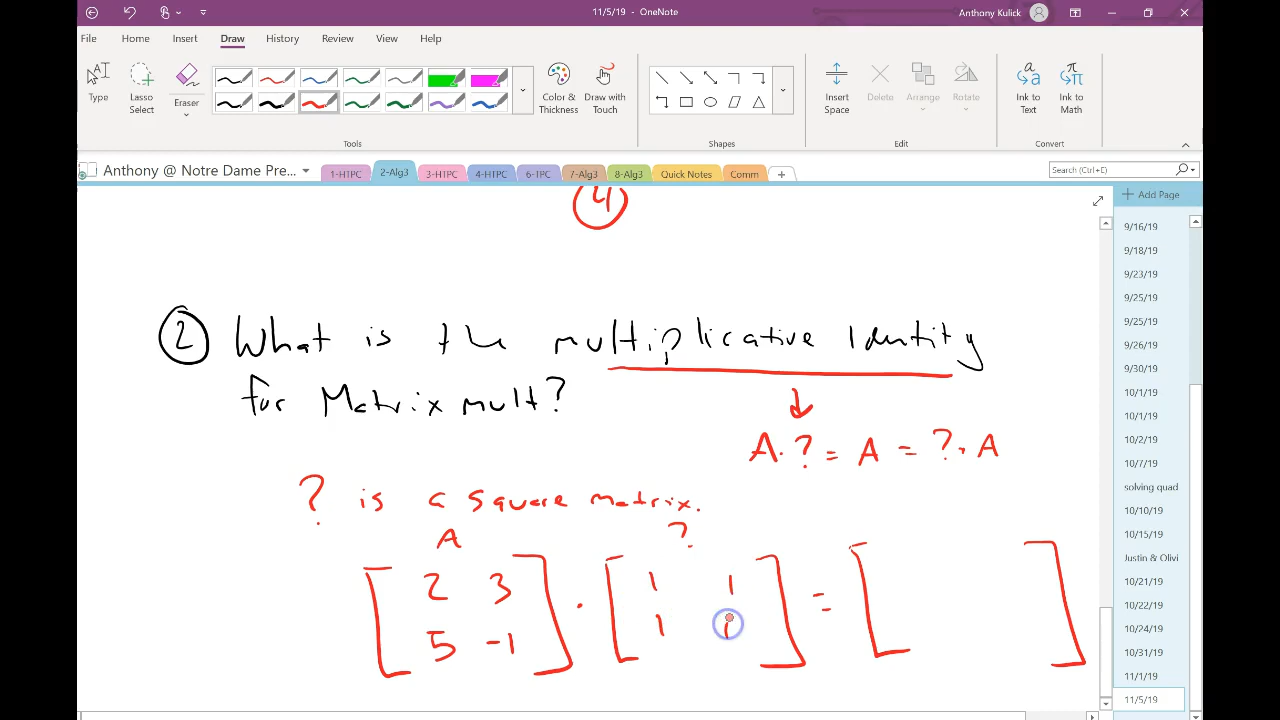 11/5/19 - OneNote
Anthony Kulick
File Home Insert Draw History Review View Help
Type
Lasso Select
Eraser
Color & Thickness
Draw with Touch
Insert Space
Delete
Arrange
Rotate
Ink to Text
Ink to Math
Tools Shapes Edit Convert
Anthony @ Notre Dame Pre...
1-HTPC 2-Alg3 3-HTPC 4-HTPC 6-TPC 7-Alg3 8-Alg3 Quick Notes Comm +
Search (Ctrl+E)
Add Page
9/16/19
9/18/19
9/23/19
9/25/19
9/25/19
9/26/19
9/30/19
10/1/19
10/1/19
10/2/19
10/7/19
solving quad
10/10/19
10/15/19
Justin & Olivi
10/21/19
10/22/19
10/24/19
10/31/19
11/1/19
11/5/19
4
2 What is the multiplicative Identity
for Matrix mult?
A · ? = A = ? · A
? is a square matrix.
A ?
[ 2 3 ] · [ 1 1 ] = [ ]
[ 5 -1 ] [ 1 1 ]